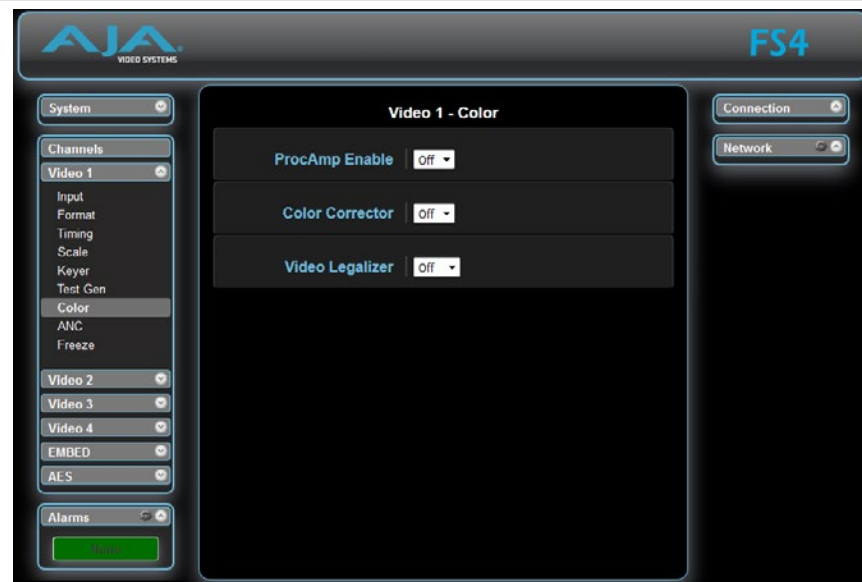 AJA
VIDEO SYSTEMS
FS4
System
Channels
Video 1
Input
Format
Timing
Scale
Keyer
Test Gen
Color
ANC
Freeze
Video 2
Video 3
Video 4
EMBED
AES
Alarms
None
Video 1 - Color
ProcAmp Enable Off
Color Corrector Off
Video Legalizer Off
Connection
Network